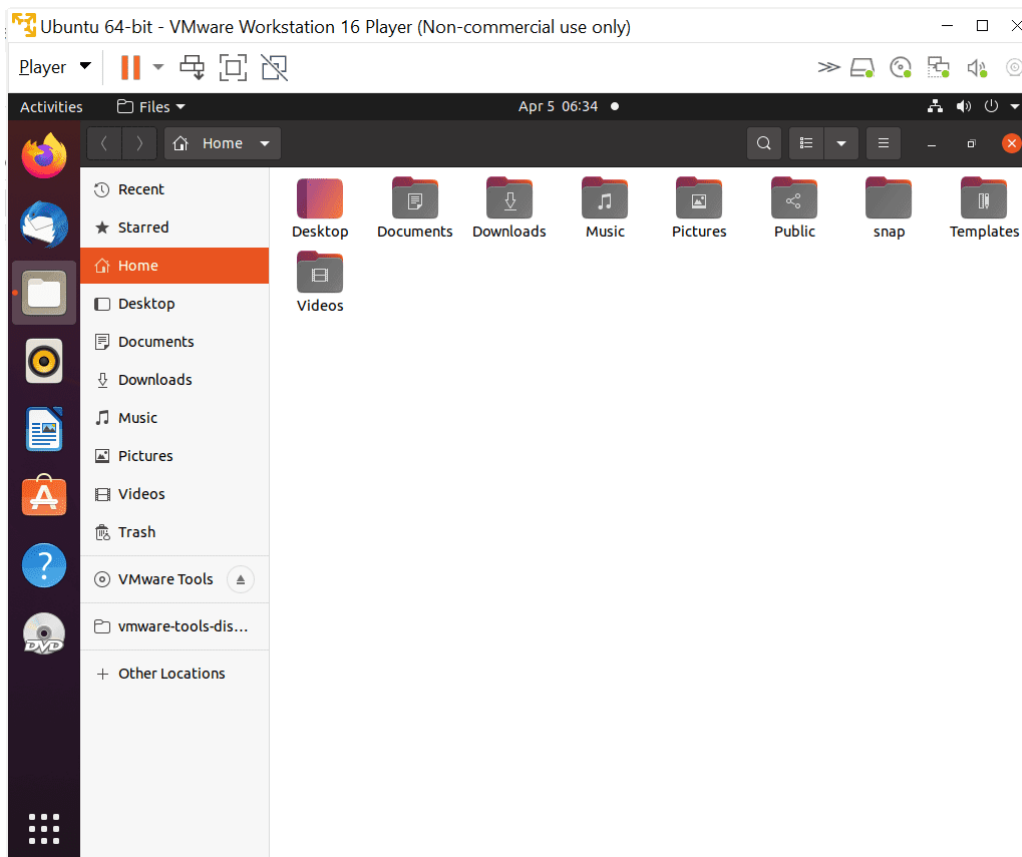 Ubuntu 64-bit - VMware Workstation 16 Player (Non-commercial use only)
Player
Activities Files Apr 5 06:34
Home
Recent
Starred
Home
Desktop
Documents
Downloads
Music
Pictures
Videos
Trash
VMware Tools
vmware-tools-dis...
Other Locations
Desktop Documents Downloads Music Pictures Public snap Templates
Videos
DVD